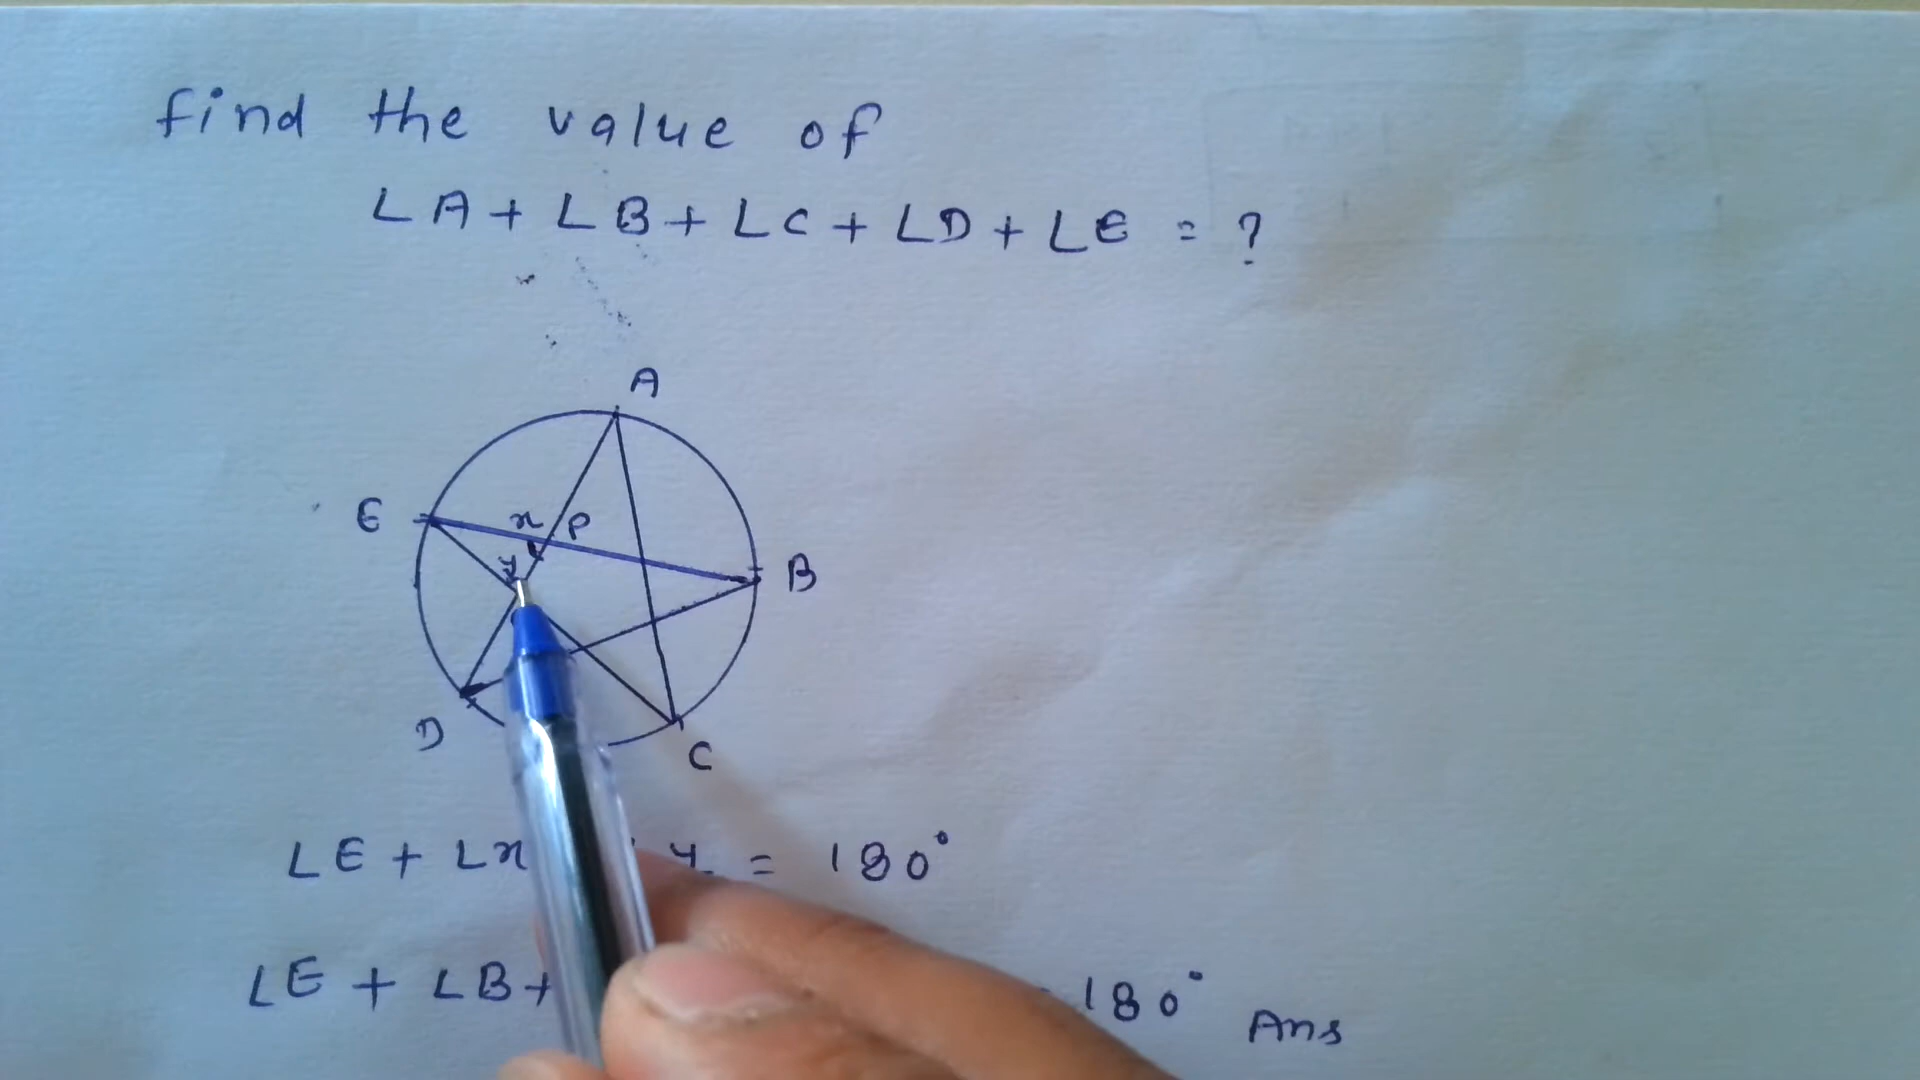 find the value of
∠A + ∠B + ∠C + ∠D + ∠E = ?
A
E
x
P
y
B
D
C
∠E + ∠x y = 180°
∠E + ∠B + = 180° Ans